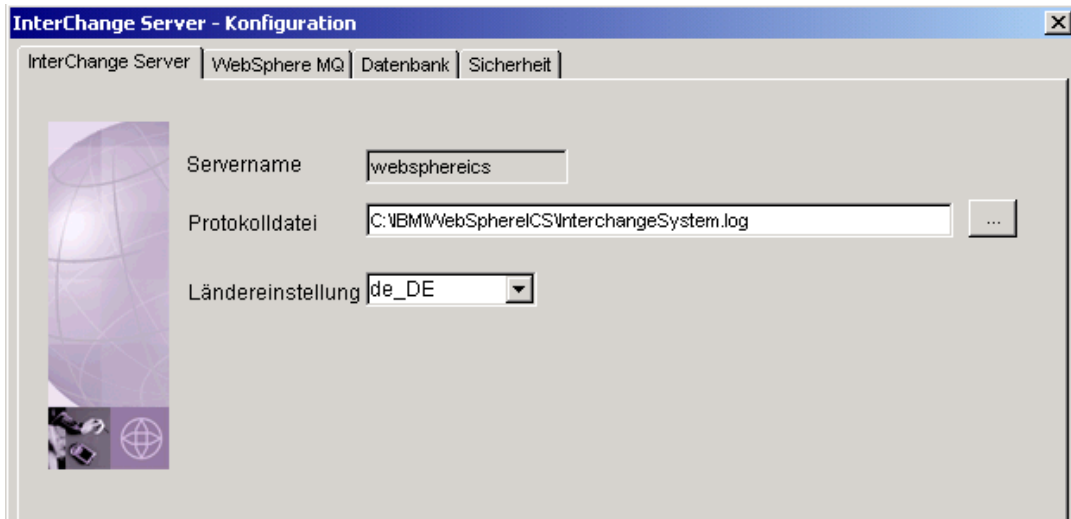 InterChange Server - Konfiguration
InterChange Server WebSphere MQ Datenbank Sicherheit
Servername websphereics
Protokolldatei C:\IBM\WebSphereICS\InterchangeSystem.log ...
Ländereinstellung de_DE